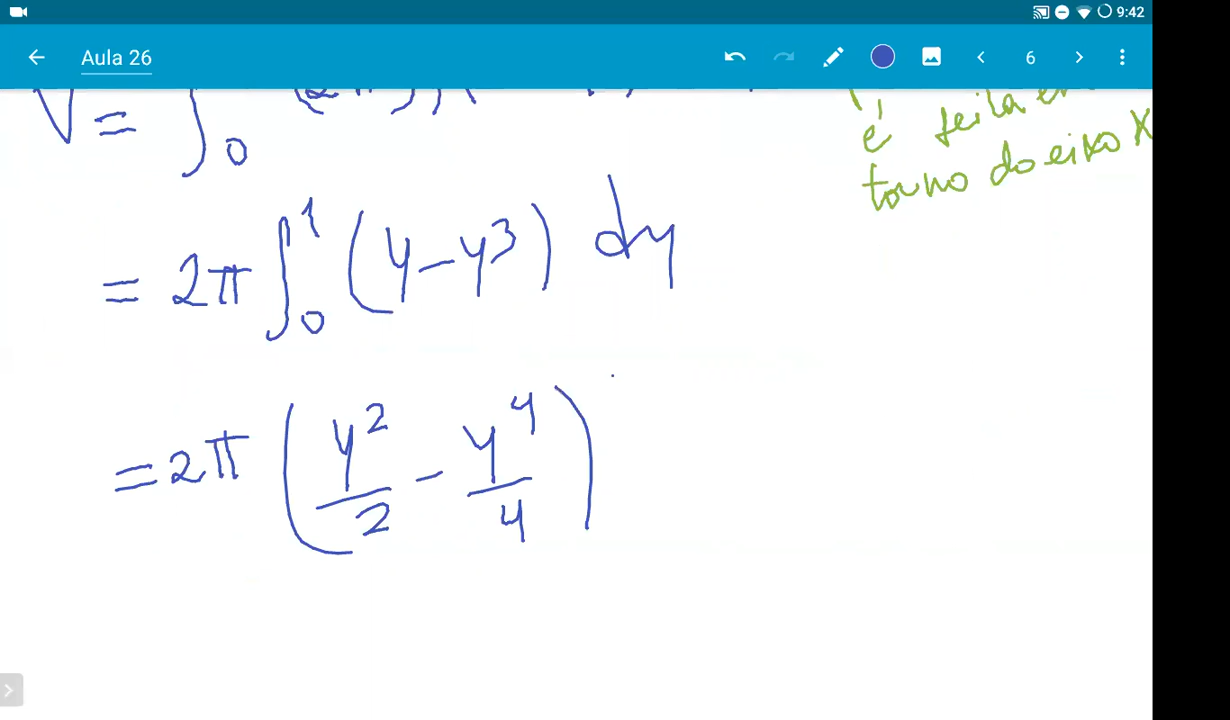 9:42
Aula 26
6
V = ∫₀
é feita em
torno do eixo x
= 2π ∫₀¹ (y - y³) dy
= 2π (y²/2 - y⁴/4)